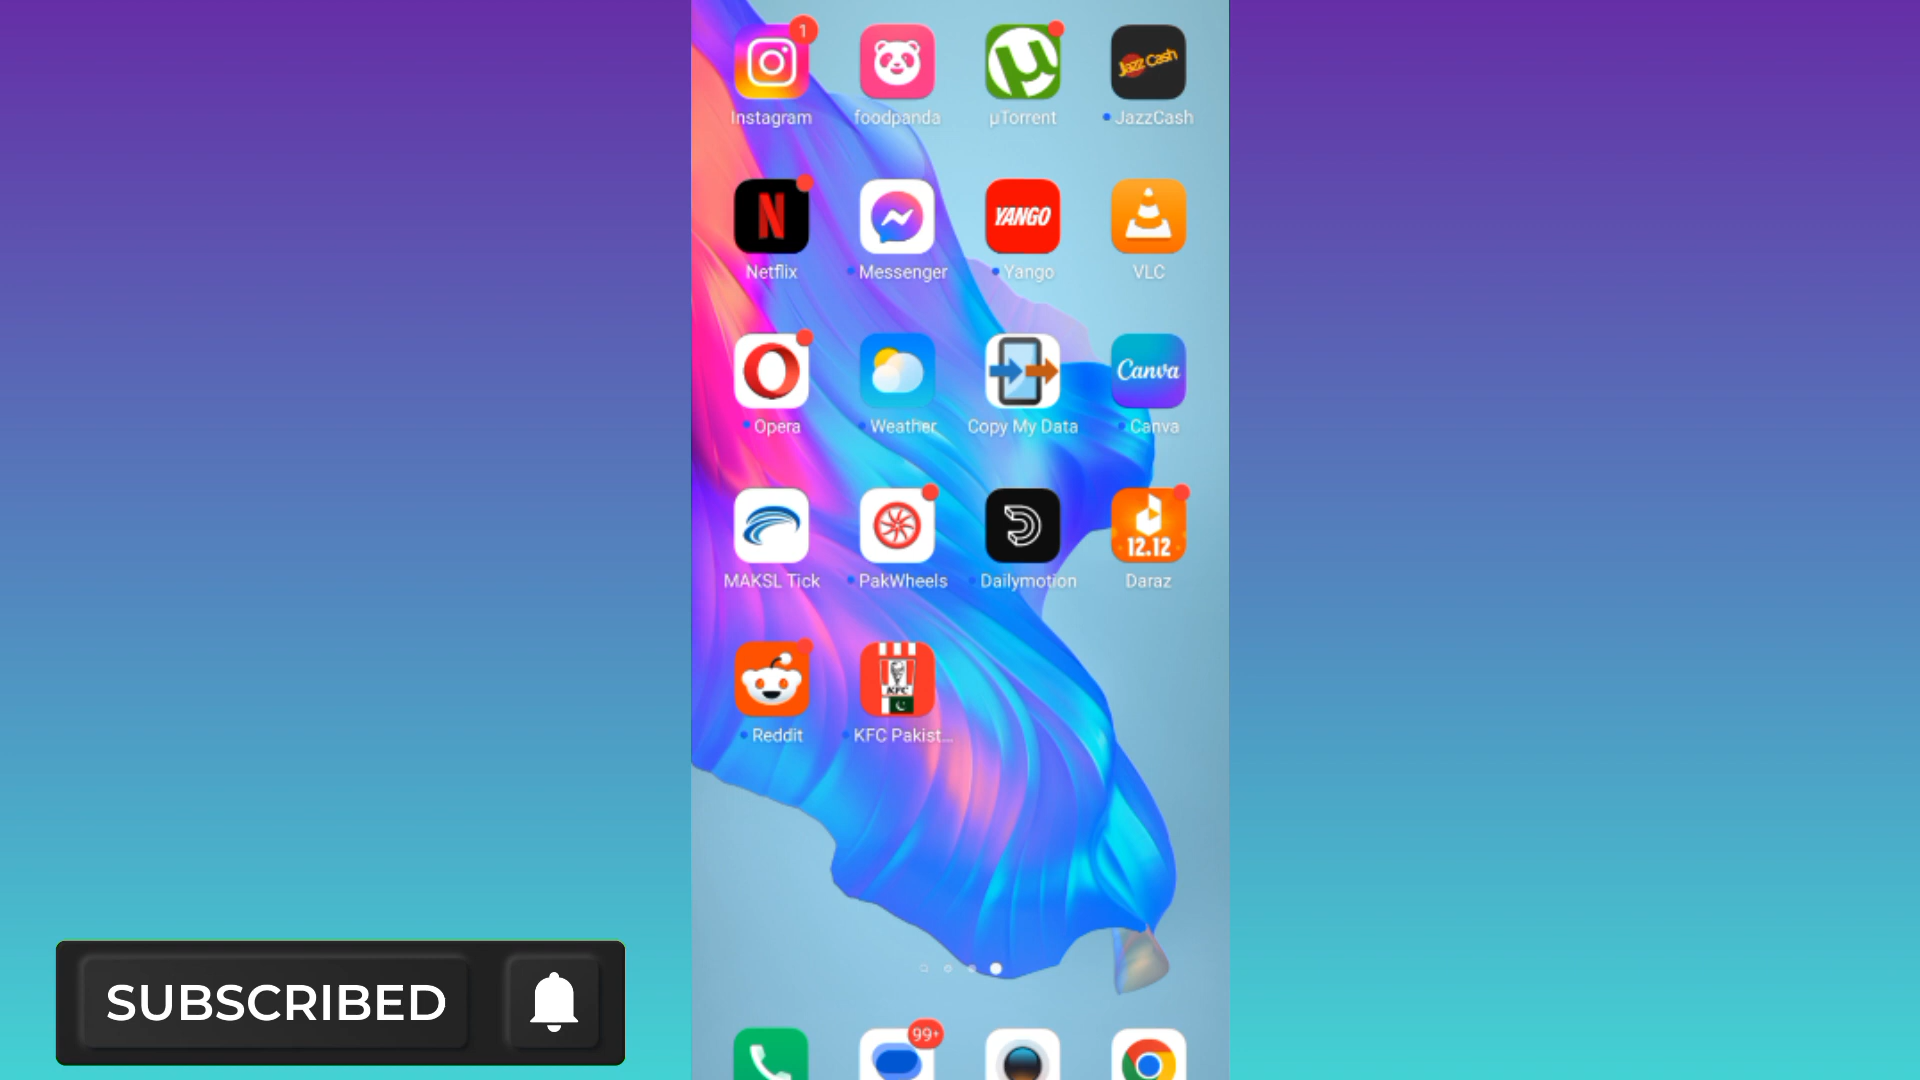 1
Jazz Cash
Instagram
foodpanda
µTorrent
JazzCash
N
YANGO
Netflix
Messenger
Yango
VLC
Canva
Opera
Weather
Copy My Data
Canva
12.12
MAKSL Tick
PakWheels
Dailymotion
Daraz
KFC
Reddit
KFC Pakist...
SUBSCRIBED
99+